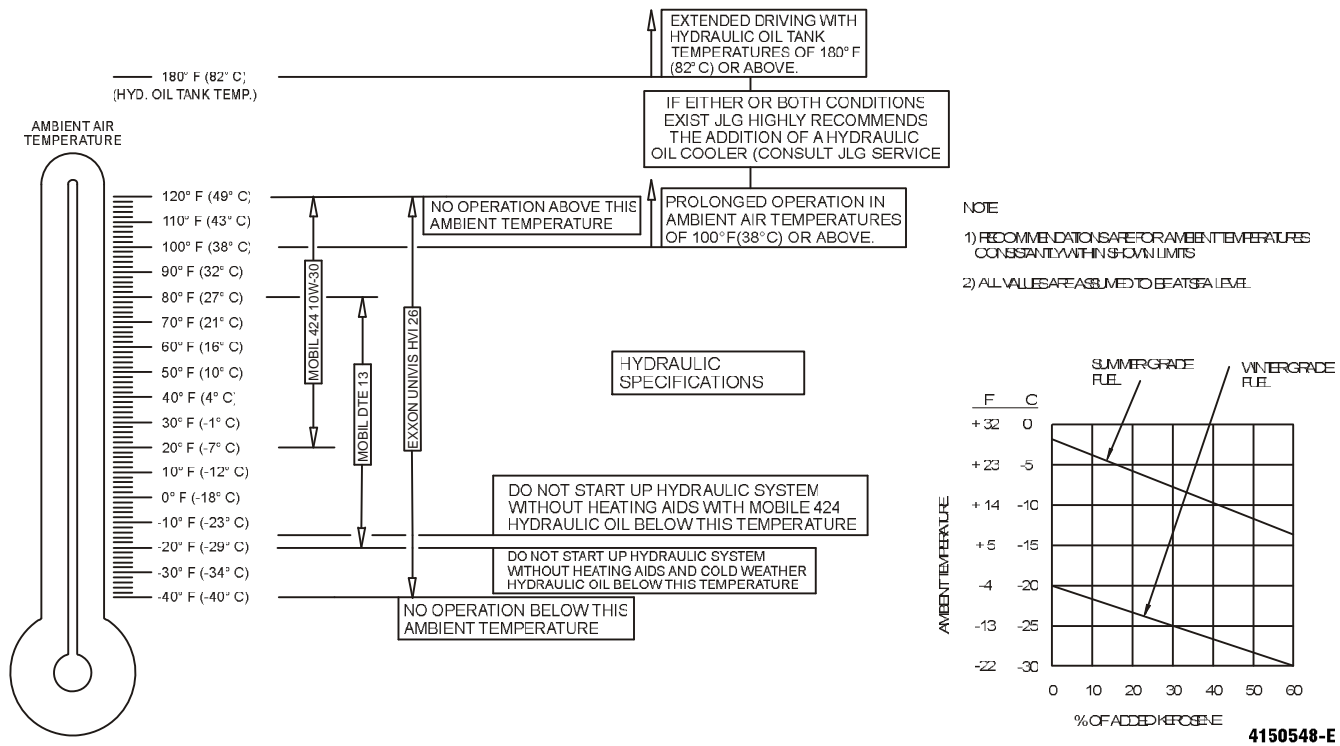 EXTENDED DRIVING WITH
HYDRAULIC OIL TANK
TEMPERATURES OF 180° F
(82° C) OR ABOVE.
180° F (82° C)
(HYD. OIL TANK TEMP.)
IF EITHER OR BOTH CONDITIONS
EXIST JLG HIGHLY RECOMMENDS
THE ADDITION OF A HYDRAULIC
OIL COOLER (CONSULT JLG SERVICE
AMBIENT AIR
TEMPERATURE
120° F (49° C)
110° F (43° C)
100° F (38° C)
90° F (32° C)
80° F (27° C)
70° F (21° C)
60° F (16° C)
50° F (10° C)
40° F (4° C)
30° F (-1° C)
20° F (-7° C)
10° F (-12° C)
0° F (-18° C)
-10° F (-23° C)
-20° F (-29° C)
-30° F (-34° C)
-40° F (-40° C)
MOBIL 424 10W-30
MOBIL DTE 13
EXXON UNIVIS HVI 26
NO OPERATION ABOVE THIS
AMBIENT TEMPERATURE
PROLONGED OPERATION IN
AMBIENT AIR TEMPERATURES
OF 100° F(38° C) OR ABOVE.
HYDRAULIC
SPECIFICATIONS
DO NOT START UP HYDRAULIC SYSTEM
WITHOUT HEATING AIDS WITH MOBILE 424
HYDRAULIC OIL BELOW THIS TEMPERATURE
DO NOT START UP HYDRAULIC SYSTEM
WITHOUT HEATING AIDS AND COLD WEATHER
HYDRAULIC OIL BELOW THIS TEMPERATURE
NO OPERATION BELOW THIS
AMBIENT TEMPERATURE
NOTE
1) RECOMMENDATIONS ARE FOR AMBIENT TEMPERATURES
CONSISTANTLY WITHIN SHOWN LIMITS
2) ALL VALUES ARE ASSUMED TO BE AT SEA LEVEL
SUMMER GRADE
FUEL
WINTER GRADE
FUEL
F C
+32 0
+23 -5
+14 -10
+5 -15
-4 -20
-13 -25
-22 -30
AMBIENT TEMPERATURE
0 10 20 30 40 50 60
% OF ADDED KEROSENE
4150548-E